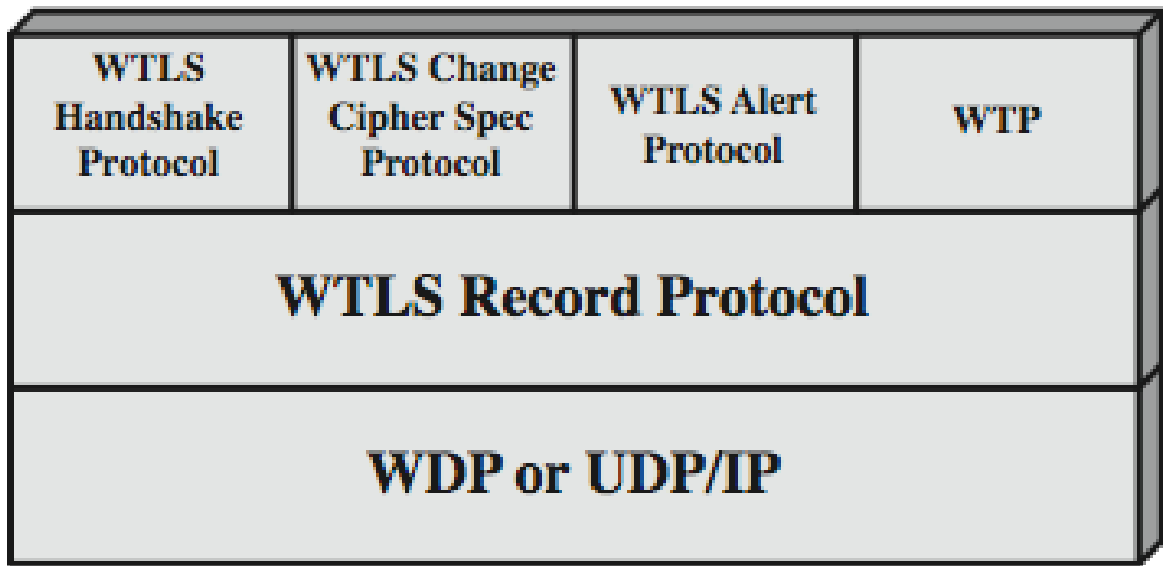 WTLS
Handshake
Protocol
WTLS Change
Cipher Spec
Protocol
WTLS Alert
Protocol
WTP
WTLS Record Protocol
WDP or UDP/IP